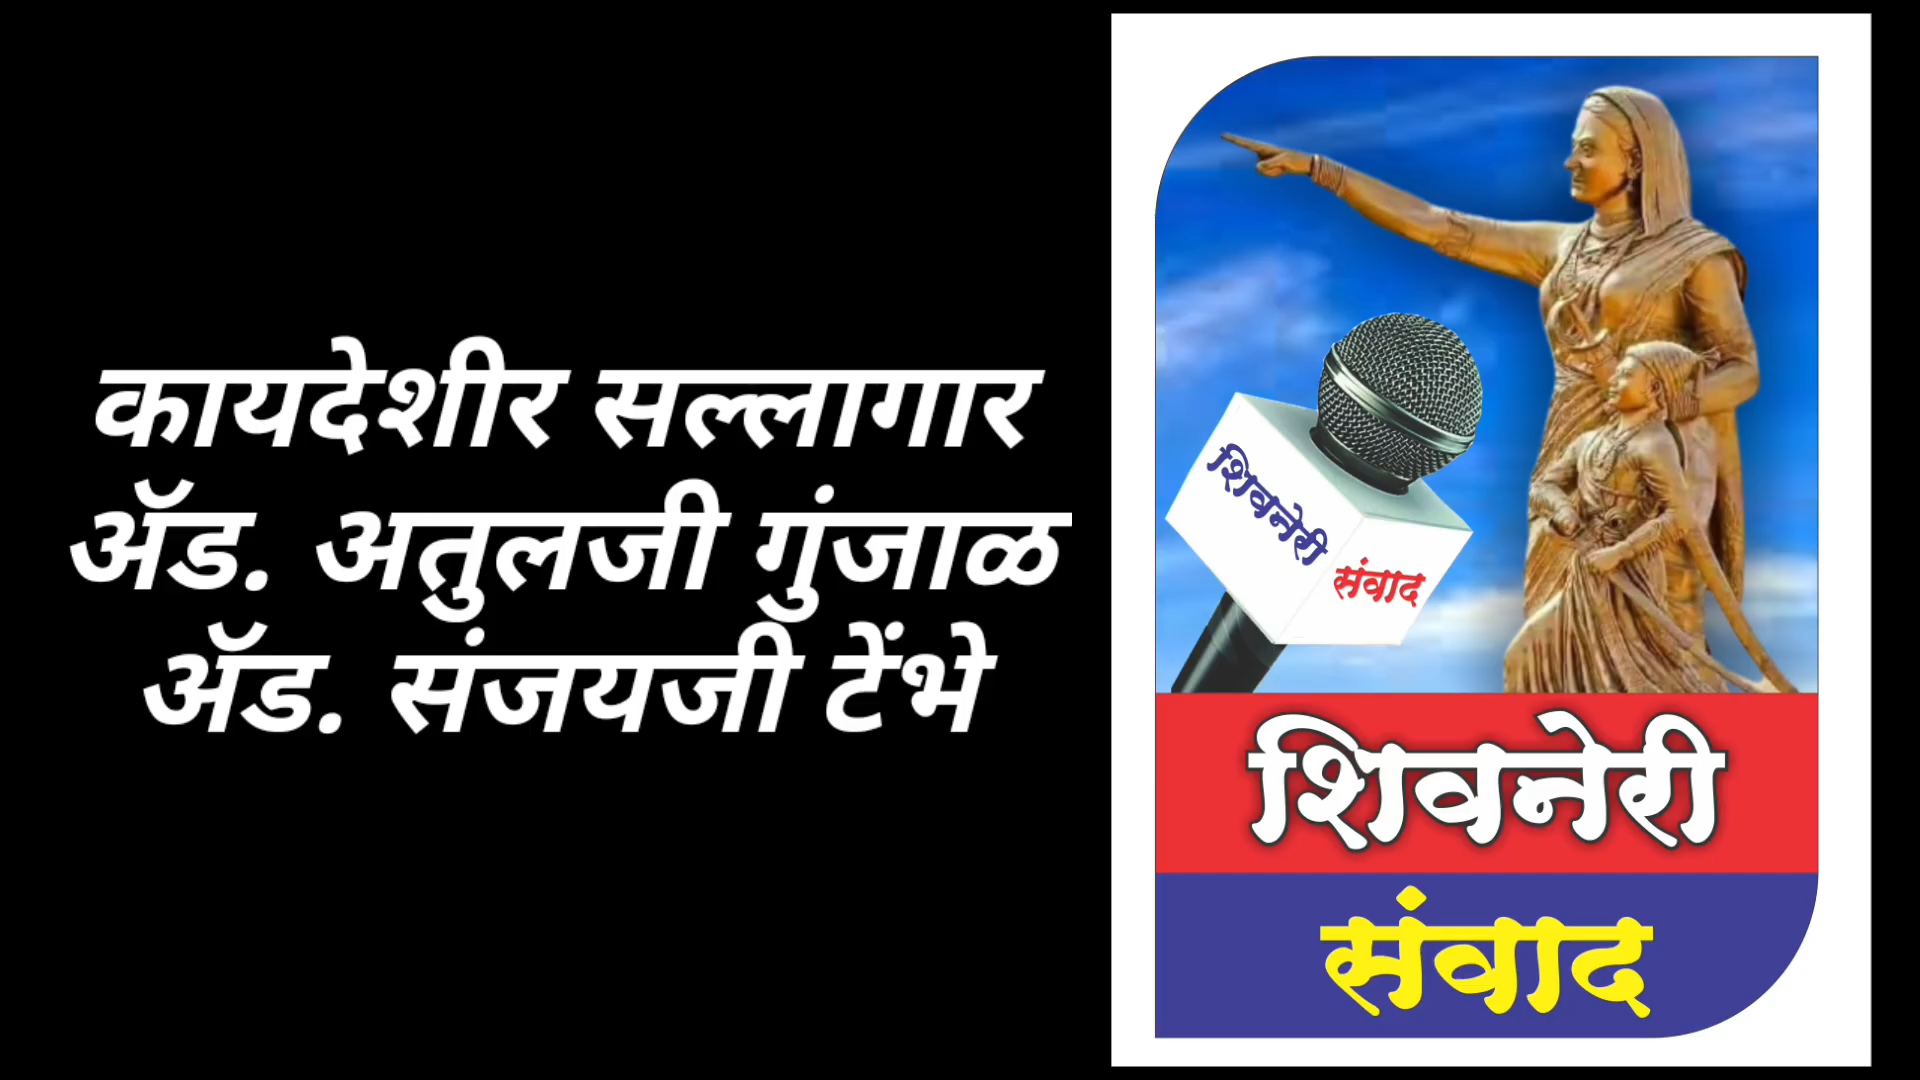 कायदेशीर सल्लागार
ॲड. अतुलजी गुंजाळ
ॲड. संजयजी टेंभे
शिवनेरी
संवाद
शिवनेरी
संवाद